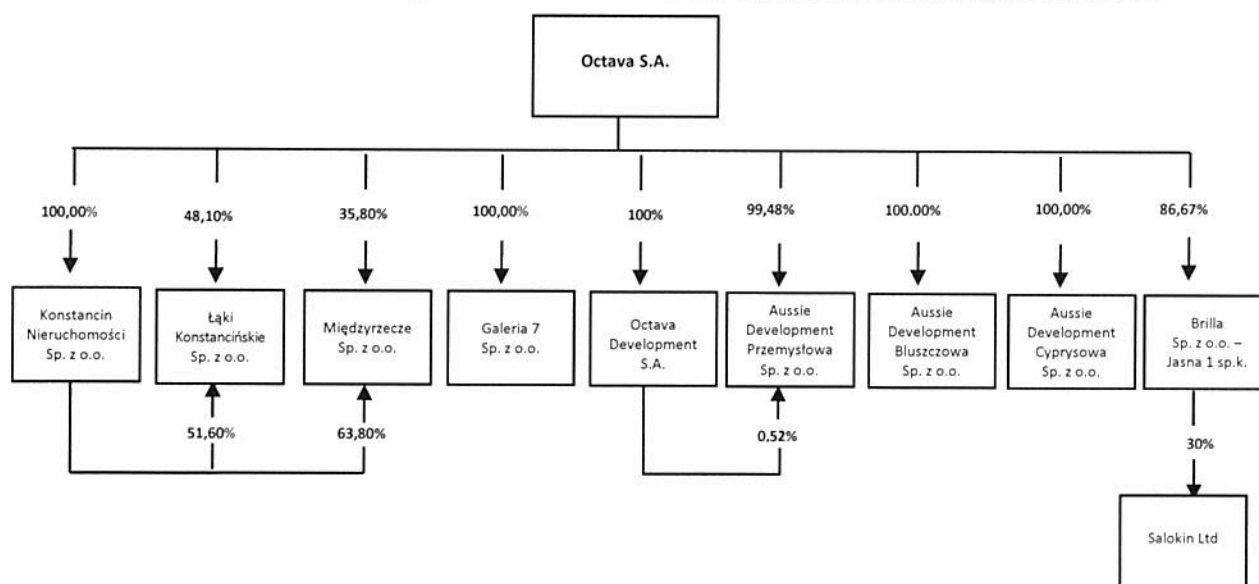 Octava S.A.
100,00%
48,10%
35,80%
100,00%
100%
99,48%
100.00%
100,00%
86,67%
Konstancin
Nieruchomości
Sp. z o.o.
Łąki
Konstancińskie
Sp. z o.o.
Międzyrzecze
Sp. z o.o.
Galeria 7
Sp. z o.o.
Octava
Development
S.A.
Aussie
Development
Przemysłowa
Sp. z o.o.
Aussie
Development
Bluszczowa
Sp. z o.o.
Aussie
Development
Cyprysowa
Sp. z o.o.
Brilla
Sp. z o.o. –
Jasna 1 sp.k.
51,60%
63,80%
0,52%
30%
Salokin Ltd